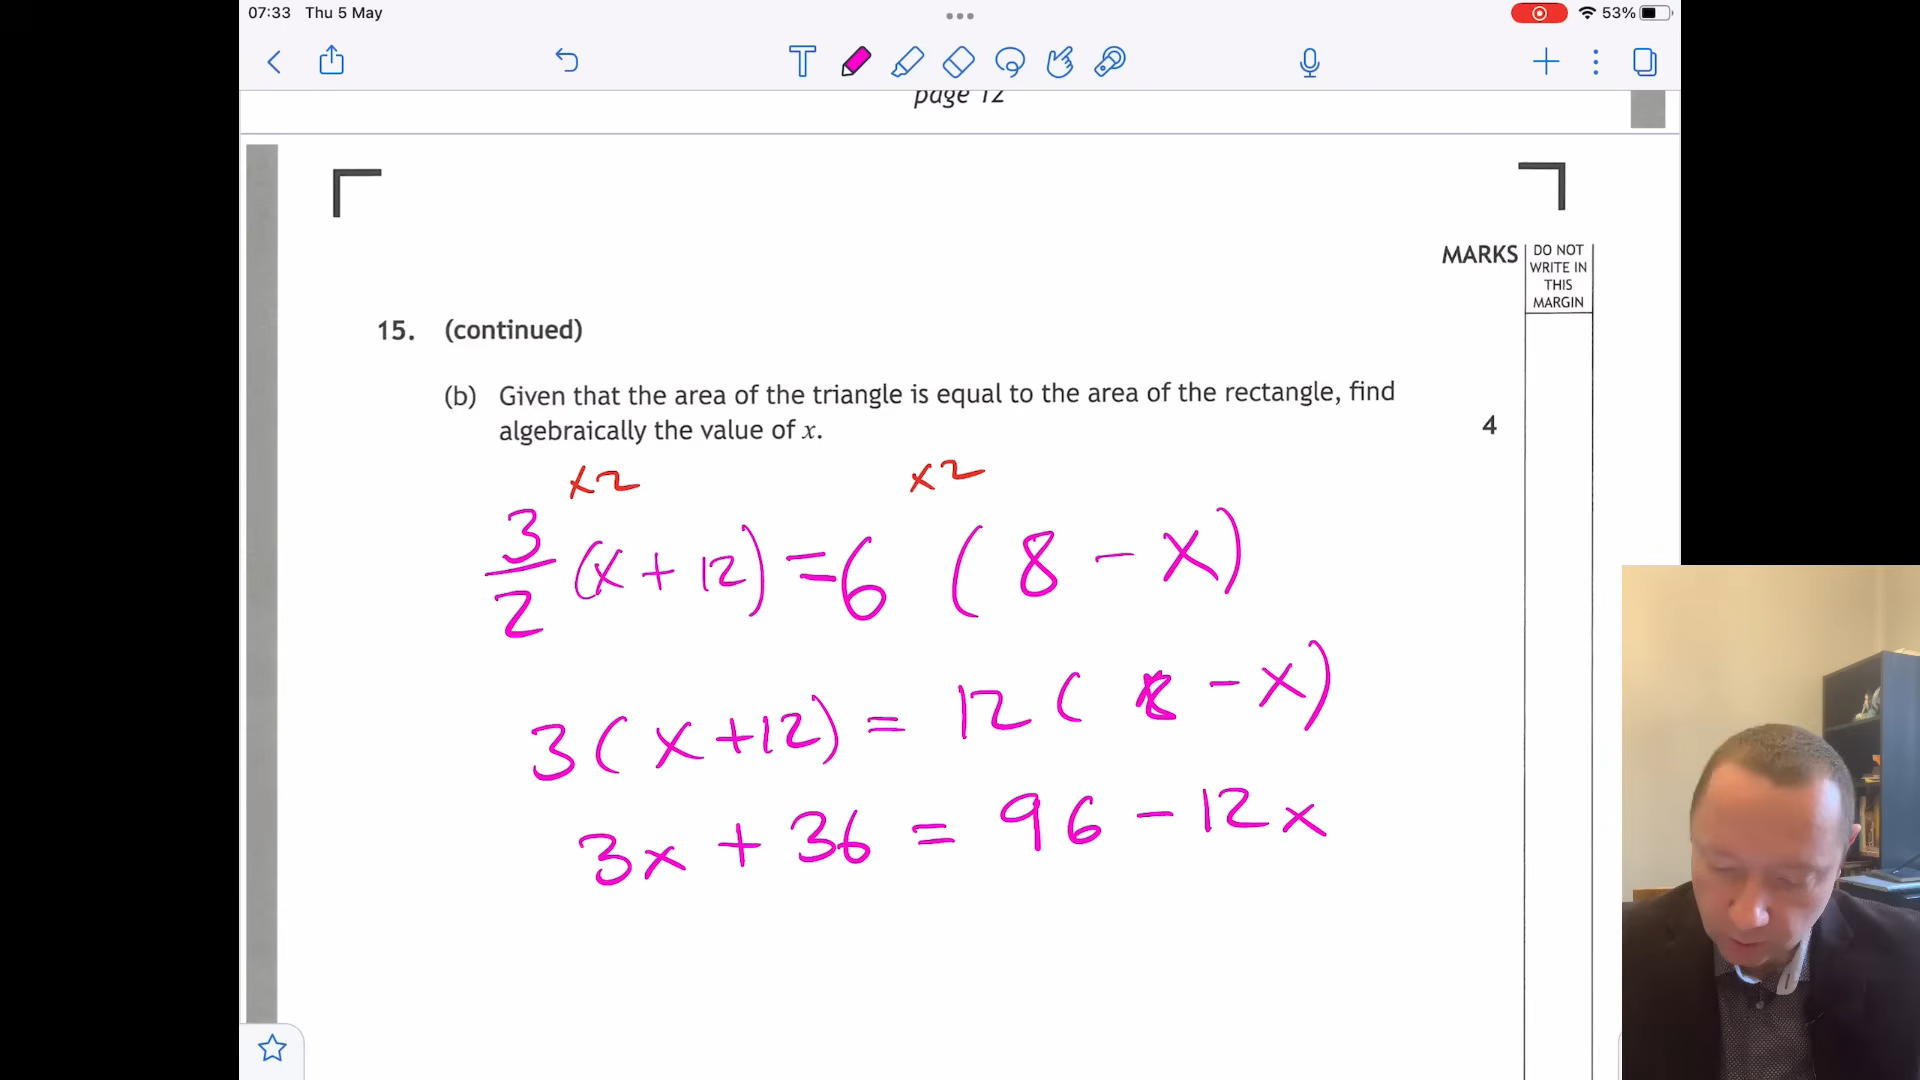 07:33 Thu 5 May
53%
page 12
MARKS
DO NOT
WRITE IN
THIS
MARGIN
15. (continued)
(b) Given that the area of the triangle is equal to the area of the rectangle, find
algebraically the value of x.
4
×2 ×2
3/2 (x + 12) = 6 (8 - x)
3(x+12) = 12(8 - x)
3x + 36 = 96 - 12x